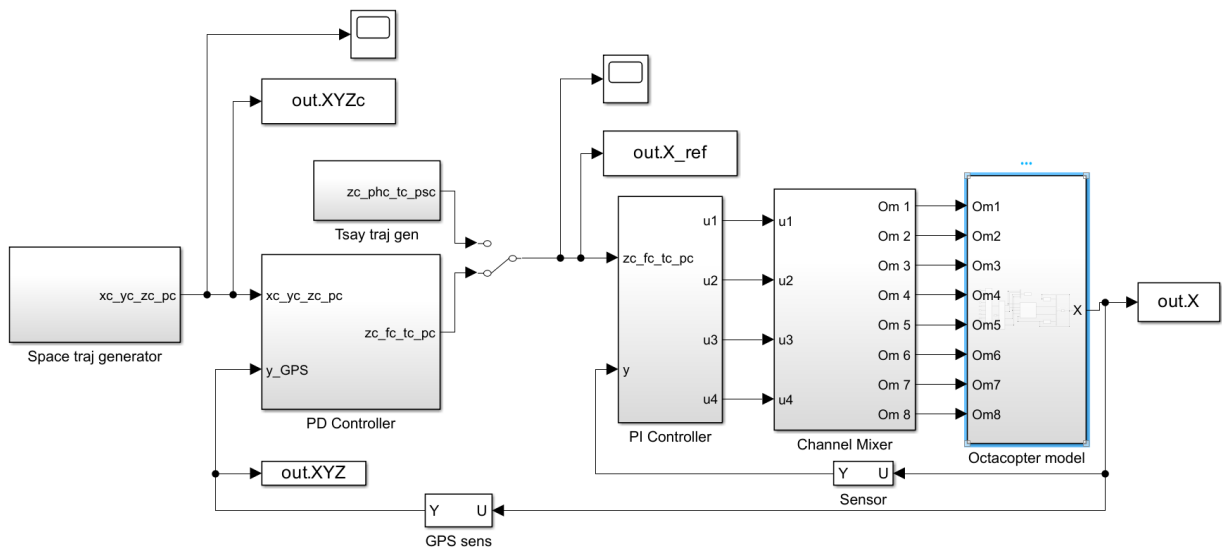 out.XYZc
out.X_ref
...
zc_phc_tc_psc
Tsay traj gen
xc_yc_zc_pc
Space traj generator
xc_yc_zc_pc
zc_fc_tc_pc
y_GPS
PD Controller
zc_fc_tc_pc
y
u1
u2
u3
u4
PI Controller
u1
u2
u3
u4
Om 1
Om 2
Om 3
Om 4
Om 5
Om 6
Om 7
Om 8
Channel Mixer
Om1
Om2
Om3
Om4
Om5
Om6
Om7
Om8
X
Octacopter model
out.X
out.XYZ
Y U
Sensor
Y U
GPS sens